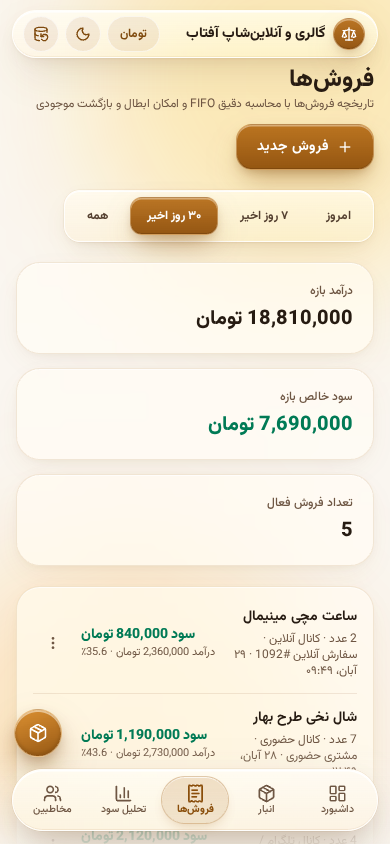 گالری و آنلاین‌شاپ آفتاب
تومان
فروش‌ها
تاریخچه فروش‌ها با محاسبه دقیق FIFO و امکان ابطال و بازگشت موجودی
+ فروش جدید
امروز
۷ روز اخیر
۳۰ روز اخیر
همه
درآمد بازه
18,810,000 تومان
سود خالص بازه
7,690,000 تومان
تعداد فروش فعال
5
ساعت مچی مینیمال
2 عدد · کانال آنلاین ·
سفارش آنلاین #1092 · ۲۹
آبان، ۰۹:۴۹
سود 840,000 تومان
درآمد 2,360,000 تومان · 35.6٪
شال نخی طرح بهار
7 عدد · کانال حضوری ·
مشتری حضوری · ۲۸ آبان،
سود 1,190,000 تومان
درآمد 2,730,000 تومان · 43.6٪
سود 2,120,000 تومان
داشبورد
انبار
فروش‌ها
تحلیل سود
مخاطبین